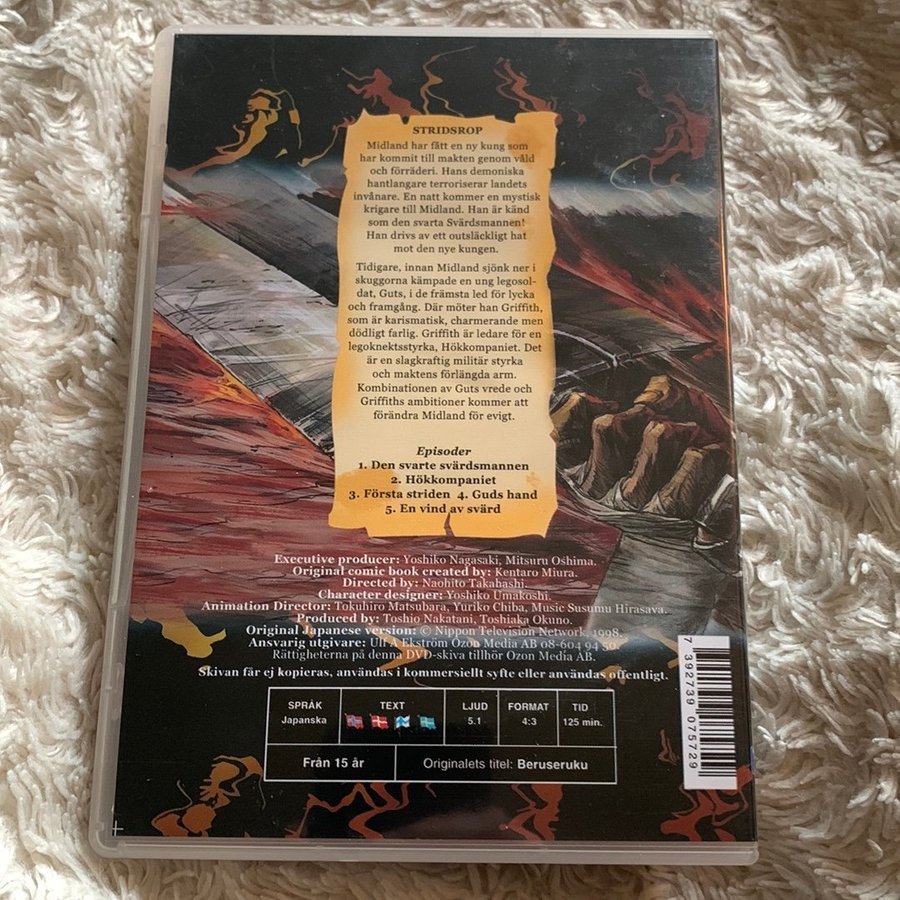 STRIDSROP
Midland har fått en ny kung som
har kommit till makten genom våld
och förräderi. Hans demoniska
hantlangare terroriserar landets
invånare. En natt kommer en mystisk
krigare till Midland. Han är känd
som den svarta Svärdsmannen!
Han drivs av ett outsläckligt hat
mot den nye kungen.
Tidigare, innan Midland sjönk ner i
skuggorna kämpade en ung legosol-
dat, Guts, i de främsta led för lycka
och framgång. Där möter han Griffith,
som är karismatisk, charmerande men
dödligt farlig. Griffith är ledare för en
legoknektsstyrka, Hökkompaniet. Det
är en slagkraftig militär styrka
och maktens förlängda arm.
Kombinationen av Guts vrede och
Griffiths ambitioner kommer att
förändra Midland för evigt.
Episoder
1. Den svarte svärdsmannen
2. Hökkompaniet
3. Första striden 4. Guds hand
5. En vind av svärd
Executive producer: Yoshiko Nagasaki, Mitsuru Oshima.
Original comic book created by: Kentaro Miura.
Directed by: Naohito Takahashi.
Character designer: Yoshiko Umakoshi.
Animation Director: Tokuhiro Matsubara, Yuriko Chiba, Music Susumu Hirasava.
Produced by: Toshio Nakatani, Toshiaka Okuno.
Original Japanese version: © Nippon Television Network, 1998.
Ansvarig utgivare: Ulf A Ekström Ozon Media AB 08-604 94 50.
Rättigheterna på denna DVD-skiva tillhör Ozon Media AB.
Skivan får ej kopieras, användas i kommersiellt syfte eller användas offentligt.
SPRÅK TEXT LJUD FORMAT TID
Japanska 5.1 4:3 125 min.
Från 15 år Originalets titel: Beruseruku
7 392739 075729